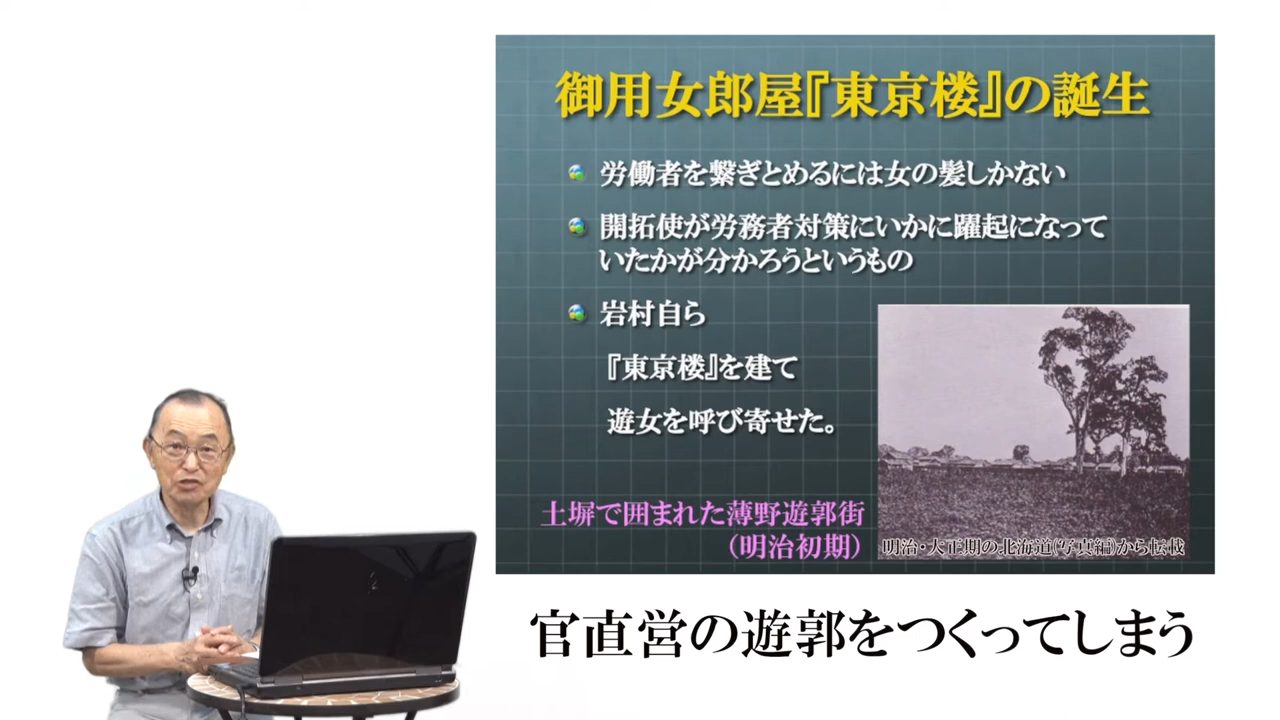 御用女郎屋『東京楼』の誕生
労働者を繋ぎとめるには女の髪しかない
開拓使が労務者対策にいかに躍起になって
いたかが分かろうというもの
岩村自ら
『東京楼』を建て
遊女を呼び寄せた。
土塀で囲まれた薄野遊郭街
（明治初期）
明治・大正期の北海道(写真編)から転載
官直営の遊郭をつくってしまう